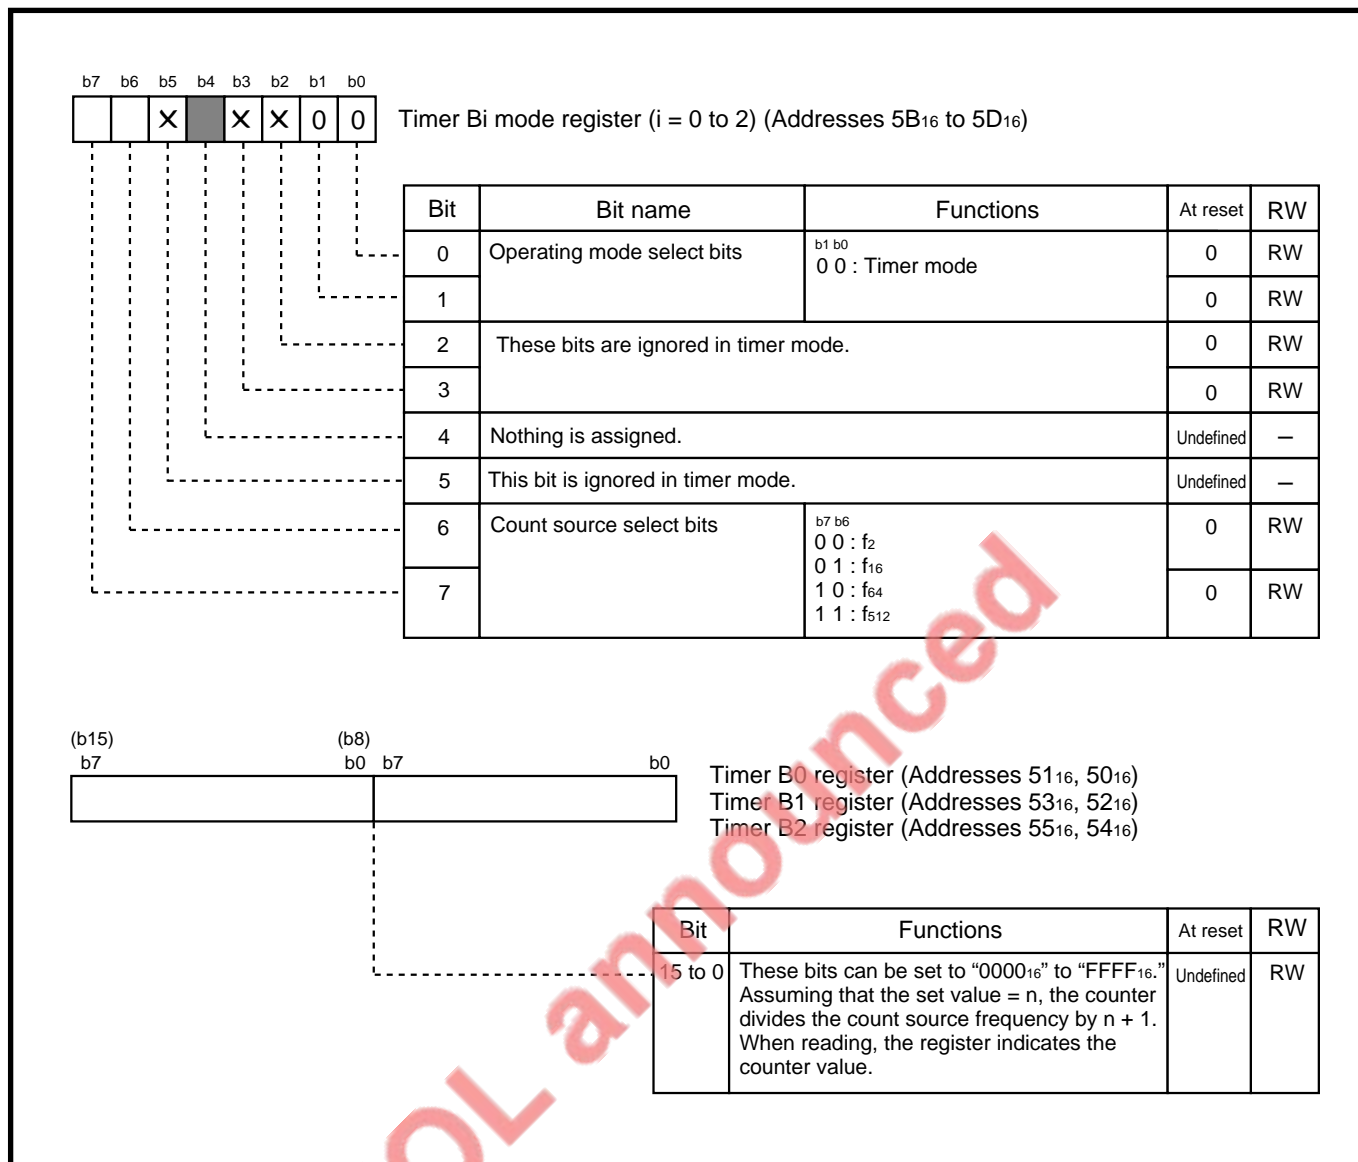 b7 b6 b5 b4 b3 b2 b1 b0
× × × 0 0
Timer Bi mode register (i = 0 to 2) (Addresses 5B16 to 5D16)
Bit Bit name Functions At reset RW
0 Operating mode select bits b1 b0 0 RW
0 0 : Timer mode
1 0 RW
2 These bits are ignored in timer mode. 0 RW
3 0 RW
4 Nothing is assigned. Undefined –
5 This bit is ignored in timer mode. Undefined –
6 Count source select bits b7 b6 0 RW
0 0 : f2
0 1 : f16
7 1 0 : f64 0 RW
1 1 : f512
(b15) (b8)
b7 b0 b7 b0
Timer B0 register (Addresses 5116, 5016)
Timer B1 register (Addresses 5316, 5216)
Timer B2 register (Addresses 5516, 5416)
Bit Functions At reset RW
15 to 0 These bits can be set to “000016” to “FFFF16.” Undefined RW
Assuming that the set value = n, the counter
divides the count source frequency by n + 1.
When reading, the register indicates the
counter value.
OL announced